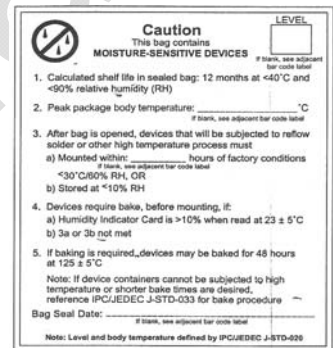 LEVEL
Caution
This bag contains
MOISTURE-SENSITIVE DEVICES
If blank, see adjacent
bar code label
1. Calculated shelf life in sealed bag: 12 months at <40°C and
<90% relative humidity (RH)
2. Peak package body temperature: ____________ °C
If blank, see adjacent bar code label
3. After bag is opened, devices that will be subjected to reflow
solder or other high temperature process must
a) Mounted within: ________ hours of factory conditions
If blank, see adjacent bar code label
<30°C/60% RH, OR
b) Stored at <10% RH
4. Devices require bake, before mounting, if:
a) Humidity Indicator Card is >10% when read at 23 ± 5°C
b) 3a or 3b not met
5. If baking is required, devices may be baked for 48 hours
at 125 ± 5°C
Note: If device containers cannot be subjected to high
temperature or shorter bake times are desired,
reference IPC/JEDEC J-STD-033 for bake procedure
Bag Seal Date: ____________
If blank, see adjacent bar code label
Note: Level and body temperature defined by IPC/JEDEC J-STD-020